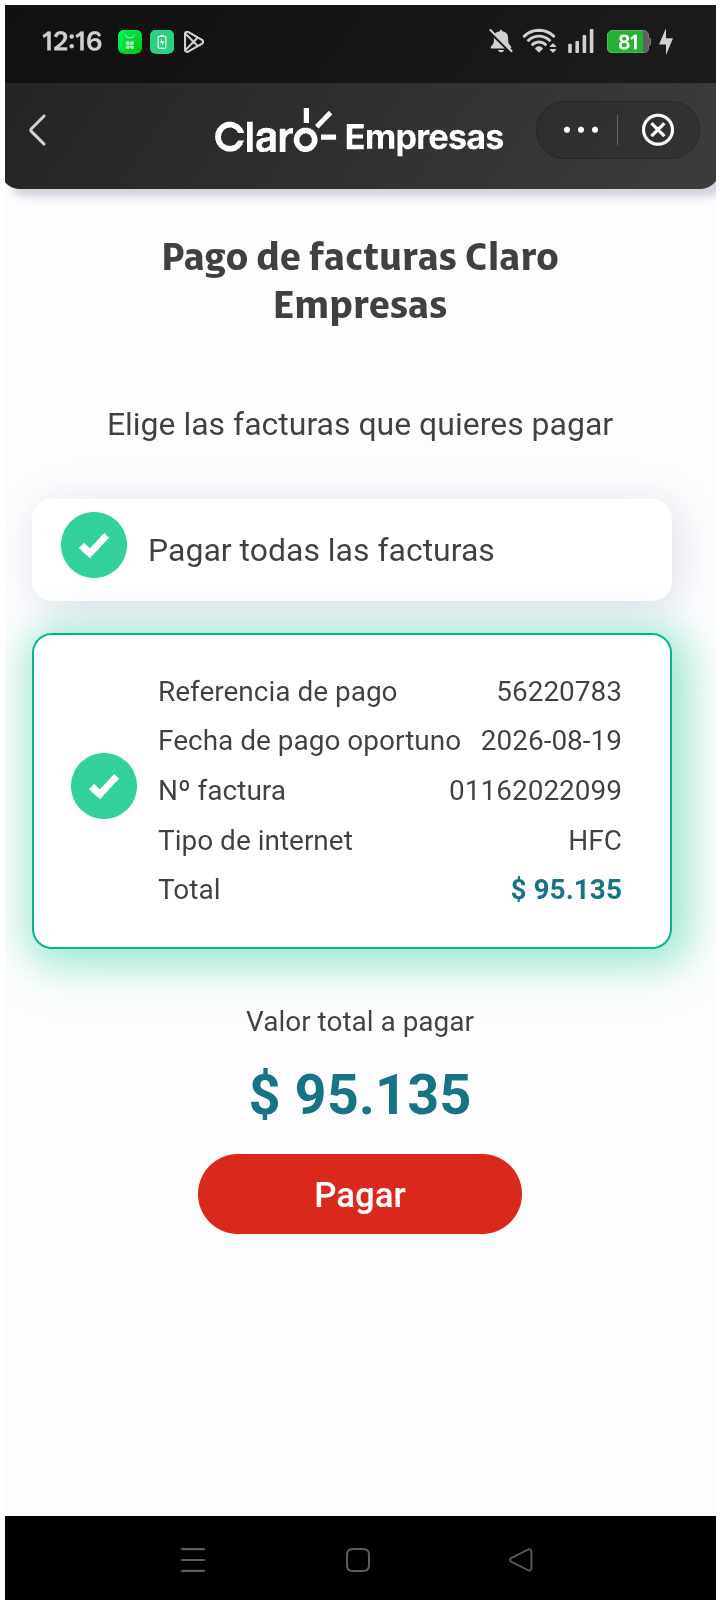 12:16
81
Claro Empresas
Pago de facturas Claro
Empresas
Elige las facturas que quieres pagar
Pagar todas las facturas
Referencia de pago 56220783
Fecha de pago oportuno 2026-08-19
Nº factura 01162022099
Tipo de internet HFC
Total $ 95.135
Valor total a pagar
$ 95.135
Pagar